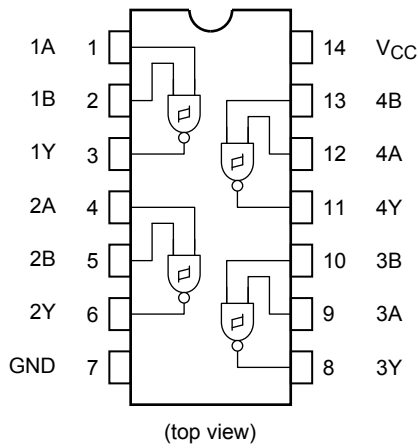 1A 1 14 VCC
1B 2 13 4B
1Y 3 12 4A
2A 4 11 4Y
2B 5 10 3B
2Y 6 9 3A
GND 7 8 3Y
(top view)